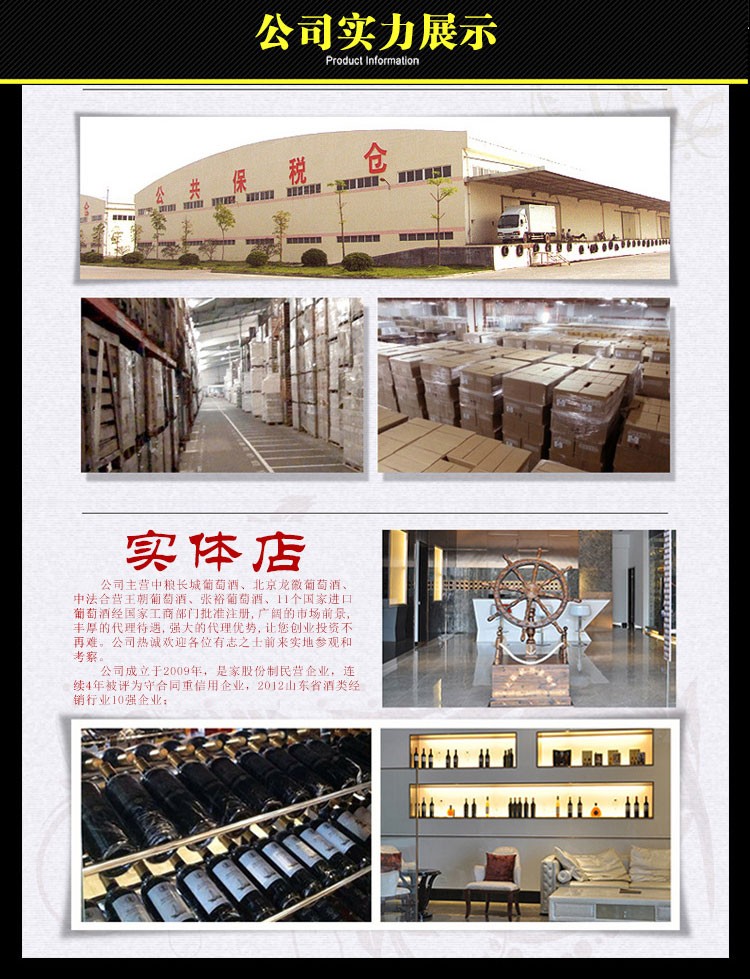 公司实力展示
Product Information
公共保税仓
实体店
公司主营中粮长城葡萄酒、北京龙徽葡萄酒、
中法合营王朝葡萄酒、张裕葡萄酒、11个国家进口
葡萄酒经国家工商部门批准注册,广阔的市场前景,
丰厚的代理待遇,强大的代理优势,让您创业投资不
再难。公司热诚欢迎各位有志之士前来实地参观和
考察。
公司成立于2009年，是家股份制民营企业，连
续4年被评为守合同重信用企业，2012山东省酒类经
销行业10强企业；